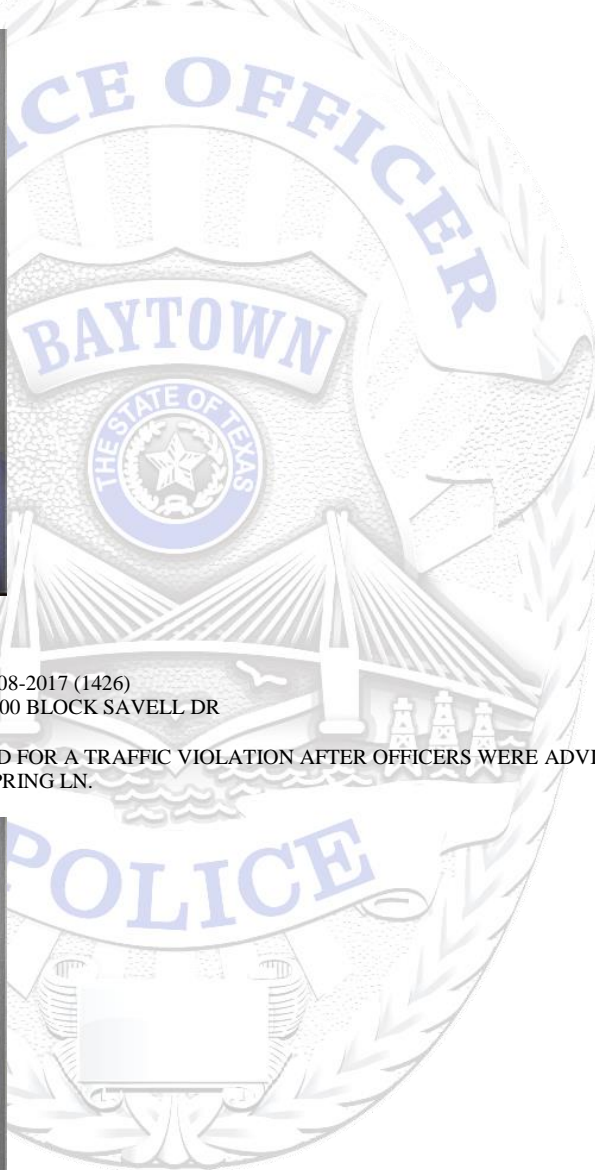 CE OFFICER
BAYTOWN
THE STATE OF TEXAS
08-2017 (1426)
00 BLOCK SAVELL DR
D FOR A TRAFFIC VIOLATION AFTER OFFICERS WERE ADVI
PRING LN.
POLICE